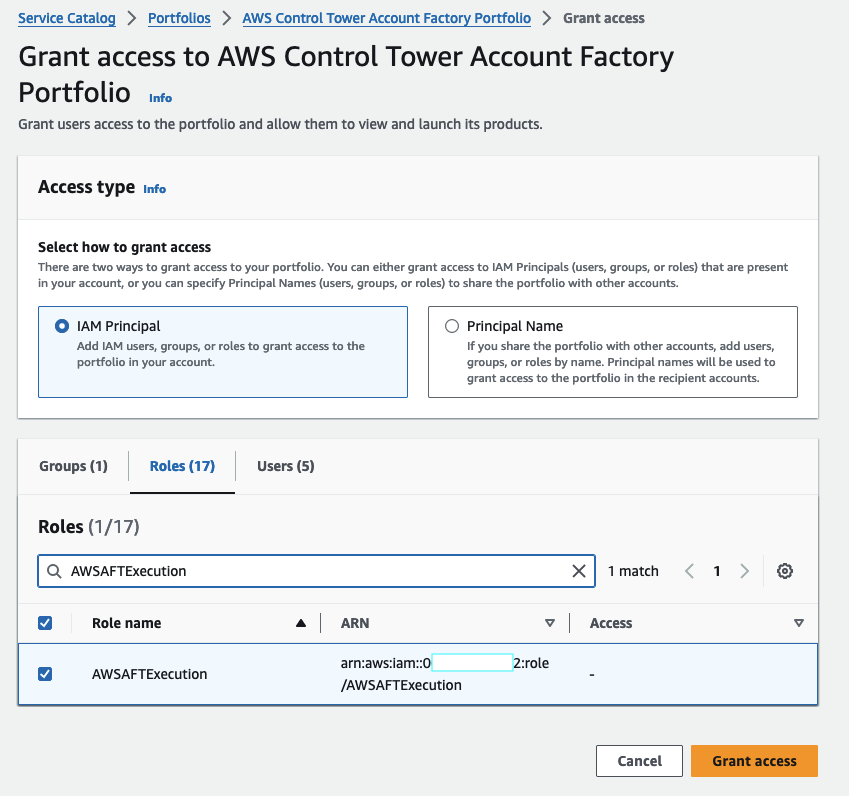 Service Catalog > Portfolios > AWS Control Tower Account Factory Portfolio > Grant access
Grant access to AWS Control Tower Account Factory
Portfolio Info
Grant users access to the portfolio and allow them to view and launch its products.
Access type Info
Select how to grant access
There are two ways to grant access to your portfolio. You can either grant access to IAM Principals (users, groups, or roles) that are present
in your account, or you can specify Principal Names (users, groups, or roles) to share the portfolio with other accounts.
IAM Principal
Add IAM users, groups, or roles to grant access to the
portfolio in your account.
Principal Name
If you share the portfolio with other accounts, add users,
groups, or roles by name. Principal names will be used to
grant access to the portfolio in the recipient accounts.
Groups (1) Roles (17) Users (5)
Roles (1/17)
AWSAFTExecution 1 match 1
Role name ARN Access
AWSAFTExecution arn:aws:iam::0 2:role -
/AWSAFTExecution
Cancel Grant access